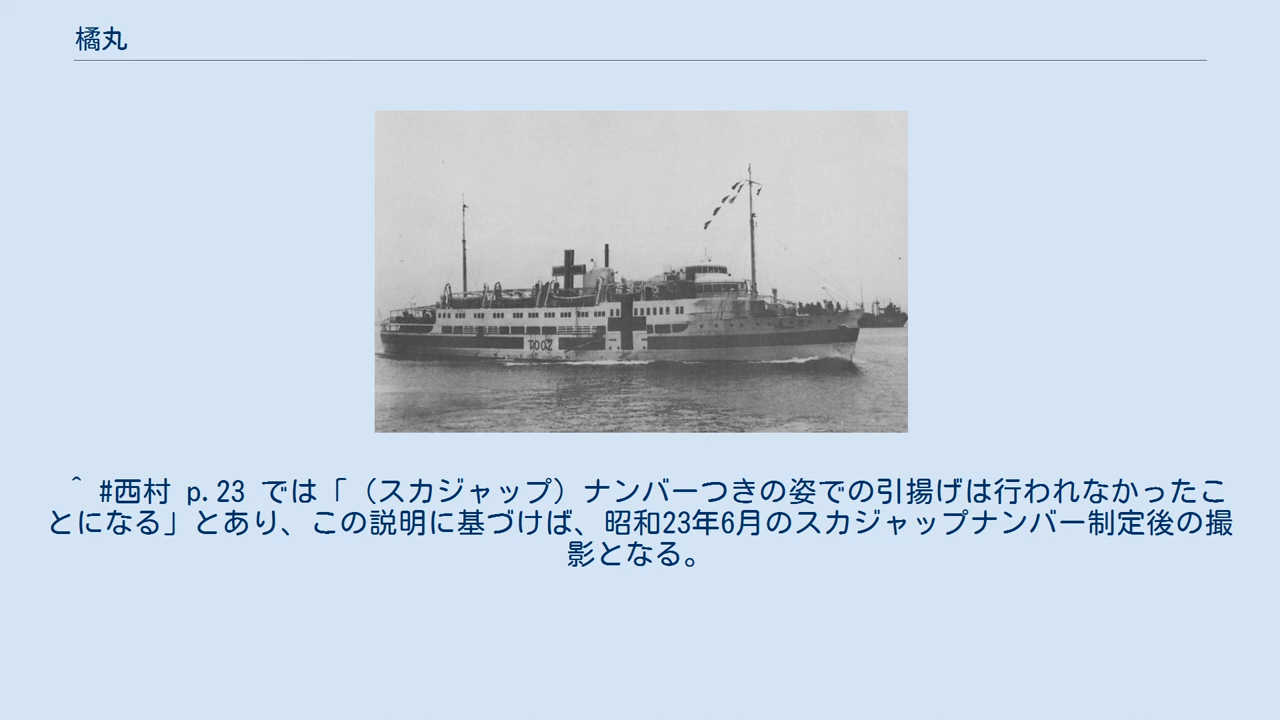 橘丸
T002
^ #西村 p.23 では「（スカジャップ）ナンバーつきの姿での引揚げは行われなかったこ
とになる」とあり、この説明に基づけば、昭和23年6月のスカジャップナンバー制定後の撮
影となる。